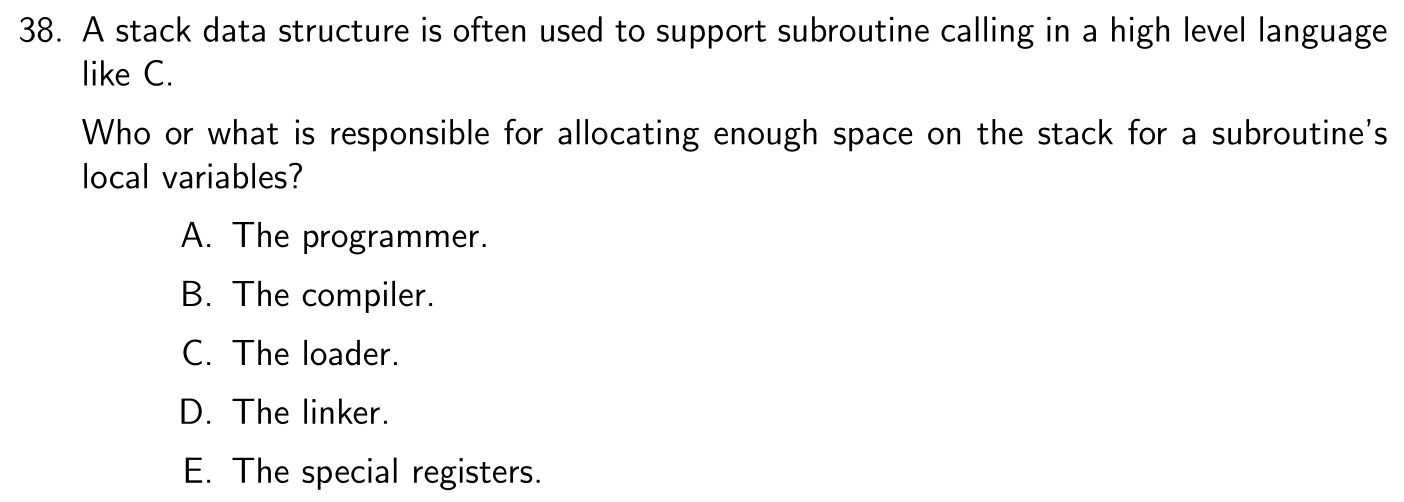 38. A stack data structure is often used to support subroutine calling in a high level language
like C.
Who or what is responsible for allocating enough space on the stack for a subroutine's
local variables?
A. The programmer.
B. The compiler.
C. The loader.
D. The linker.
E. The special registers.